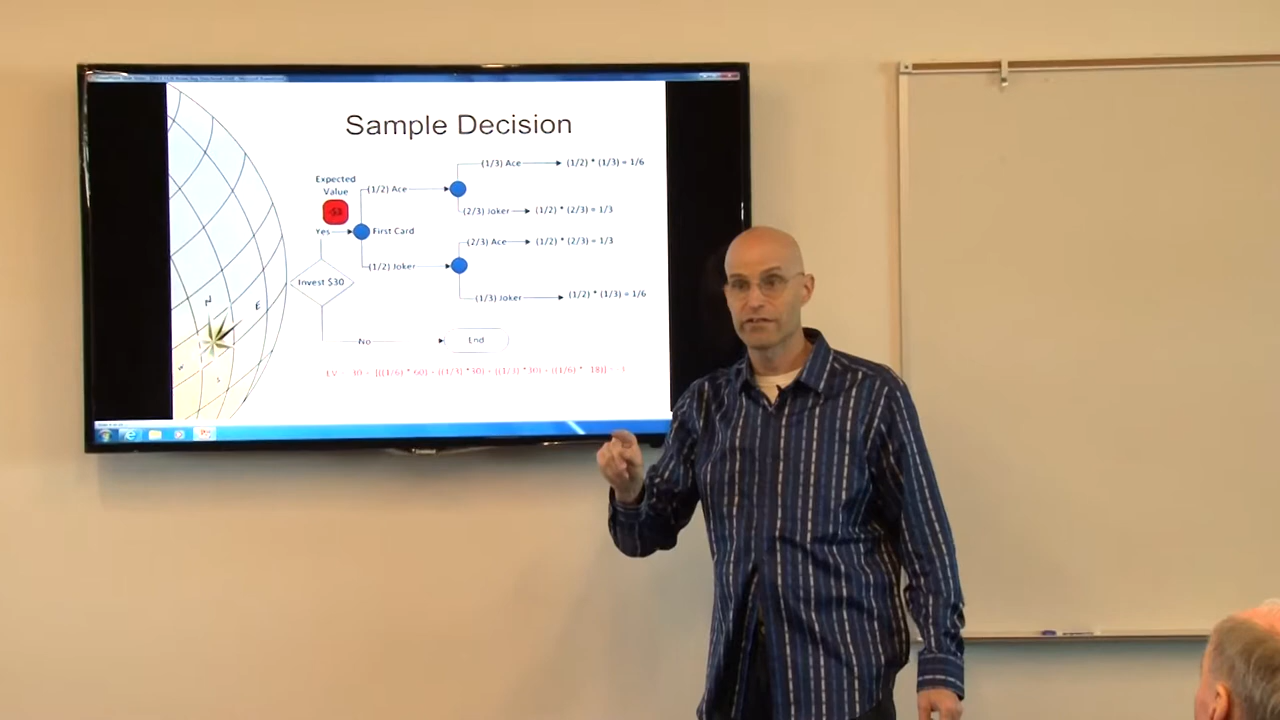 Sample Decision
Expected
Value
-$3
Yes
Invest $30
No
End
First Card
(1/2) Ace
(1/2) Joker
(1/3) Ace
(1/2) * (1/3) = 1/6
(2/3) Joker
(1/2) * (2/3) = 1/3
(2/3) Ace
(1/2) * (2/3) = 1/3
(1/3) Joker
(1/2) * (1/3) = 1/6
N
E
W